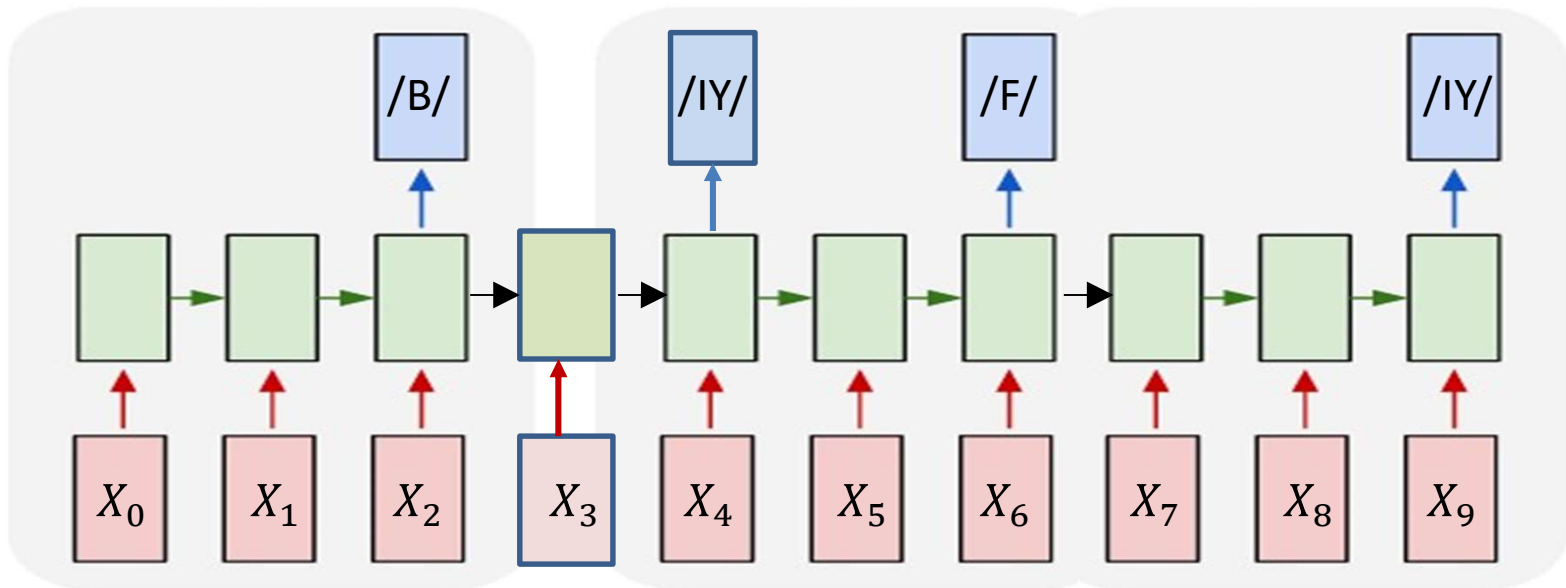 /B/ /IY/ /F/ /IY/
X₀ X₁ X₂ X₃ X₄ X₅ X₆ X₇ X₈ X₉